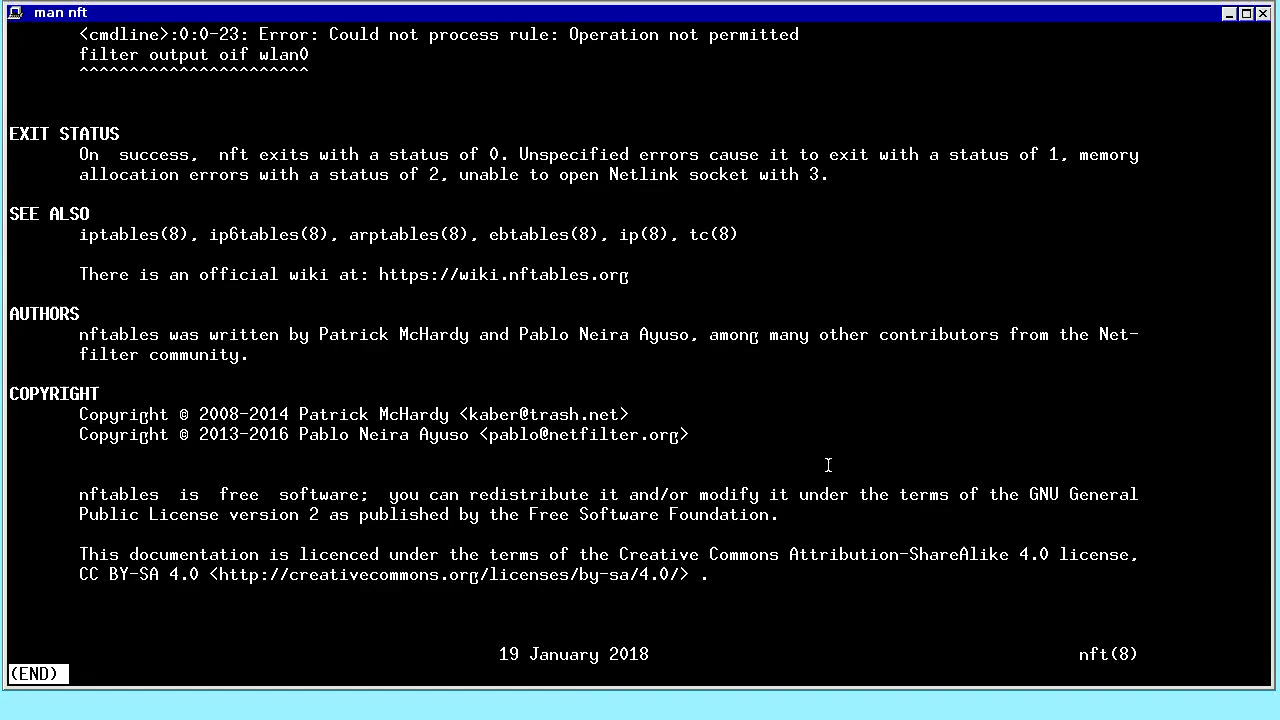 man nft
<cmdline>:0:0-23: Error: Could not process rule: Operation not permitted
filter output oif wlan0
^^^^^^^^^^^^^^^^^^^^^^^
EXIT STATUS
On success, nft exits with a status of 0. Unspecified errors cause it to exit with a status of 1, memory
allocation errors with a status of 2, unable to open Netlink socket with 3.
SEE ALSO
iptables(8), ip6tables(8), arptables(8), ebtables(8), ip(8), tc(8)
There is an official wiki at: https://wiki.nftables.org
AUTHORS
nftables was written by Patrick McHardy and Pablo Neira Ayuso, among many other contributors from the Net-
filter community.
COPYRIGHT
Copyright © 2008-2014 Patrick McHardy <kaber@trash.net>
Copyright © 2013-2016 Pablo Neira Ayuso <pablo@netfilter.org>
nftables is free software; you can redistribute it and/or modify it under the terms of the GNU General
Public License version 2 as published by the Free Software Foundation.
This documentation is licenced under the terms of the Creative Commons Attribution-ShareAlike 4.0 license,
CC BY-SA 4.0 <http://creativecommons.org/licenses/by-sa/4.0/> .
19 January 2018 nft(8)
(END)